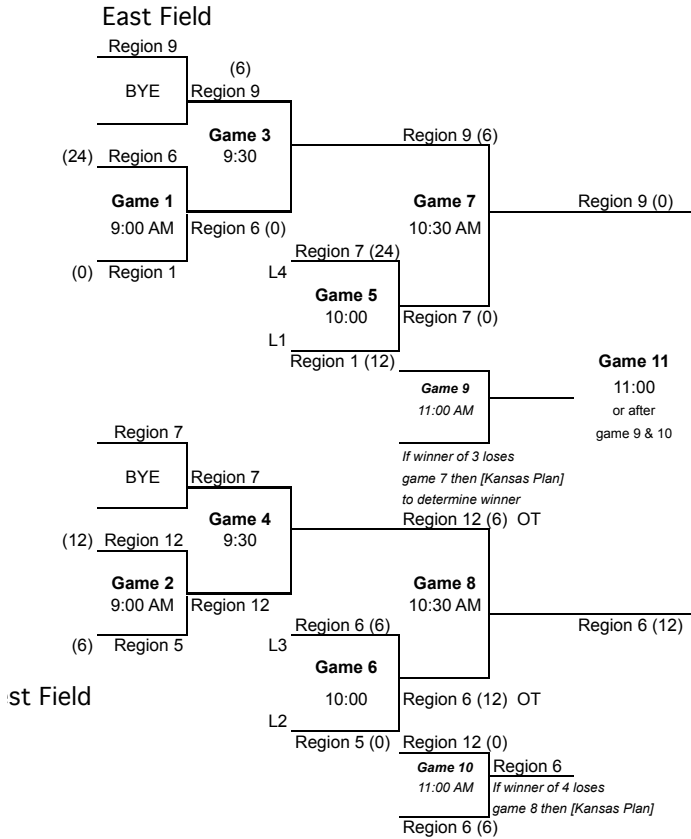 East Field
Region 9
BYE
(6)
Region 9
Game 3
9:30
Region 9 (6)
(24) Region 6
Game 1
9:00 AM
Region 6 (0)
(0) Region 1
Game 7
10:30 AM
Region 9 (0)
Region 7 (24)
L4
Game 5
10:00
Region 7 (0)
L1
Region 1 (12)
Game 9
11:00 AM
Game 11
11:00
or after
game 9 & 10
If winner of 3 loses
game 7 then [Kansas Plan]
to determine winner
Region 7
BYE
Region 7
Game 4
9:30
Region 12 (6) OT
(12) Region 12
Game 2
9:00 AM
Region 12
(6) Region 5
Game 8
10:30 AM
Region 6 (12)
Region 6 (6)
L3
Game 6
10:00
Region 6 (12) OT
L2
Region 5 (0)
st Field
Region 12 (0)
Game 10
11:00 AM
Region 6
If winner of 4 loses
game 8 then [Kansas Plan]
Region 6 (6)